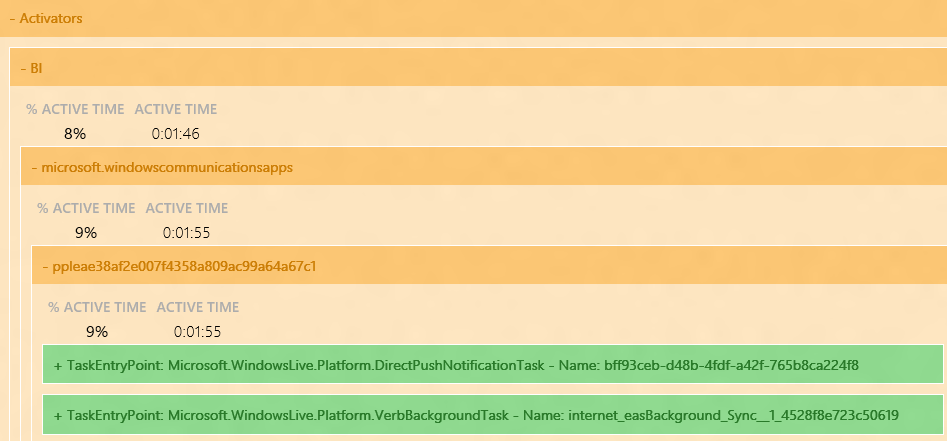 - Activators
- BI
% ACTIVE TIME ACTIVE TIME
8% 0:01:46
- microsoft.windowscommunicationsapps
% ACTIVE TIME ACTIVE TIME
9% 0:01:55
- ppleae38af2e007f4358a809ac99a64a67c1
% ACTIVE TIME ACTIVE TIME
9% 0:01:55
+ TaskEntryPoint: Microsoft.WindowsLive.Platform.DirectPushNotificationTask - Name: bff93ceb-d48b-4fdf-a42f-765b8ca224f8
+ TaskEntryPoint: Microsoft.WindowsLive.Platform.VerbBackgroundTask - Name: internet_easBackground_Sync__1_4528f8e723c50619